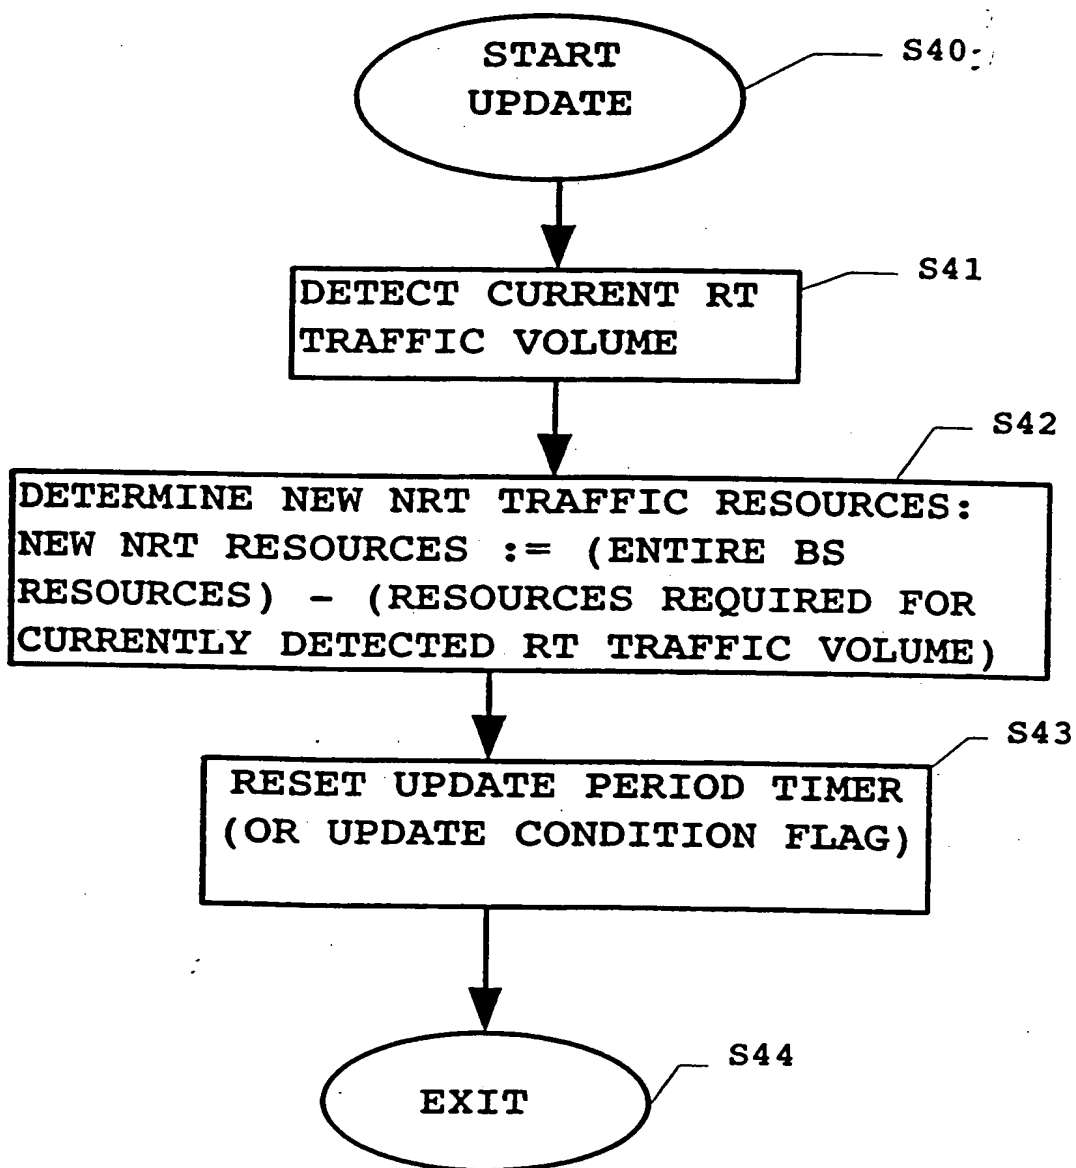 START
UPDATE
S40
DETECT CURRENT RT
TRAFFIC VOLUME
S41
S42
DETERMINE NEW NRT TRAFFIC RESOURCES:
NEW NRT RESOURCES := (ENTIRE BS
RESOURCES) - (RESOURCES REQUIRED FOR
CURRENTLY DETECTED RT TRAFFIC VOLUME)
S43
RESET UPDATE PERIOD TIMER
(OR UPDATE CONDITION FLAG)
S44
EXIT